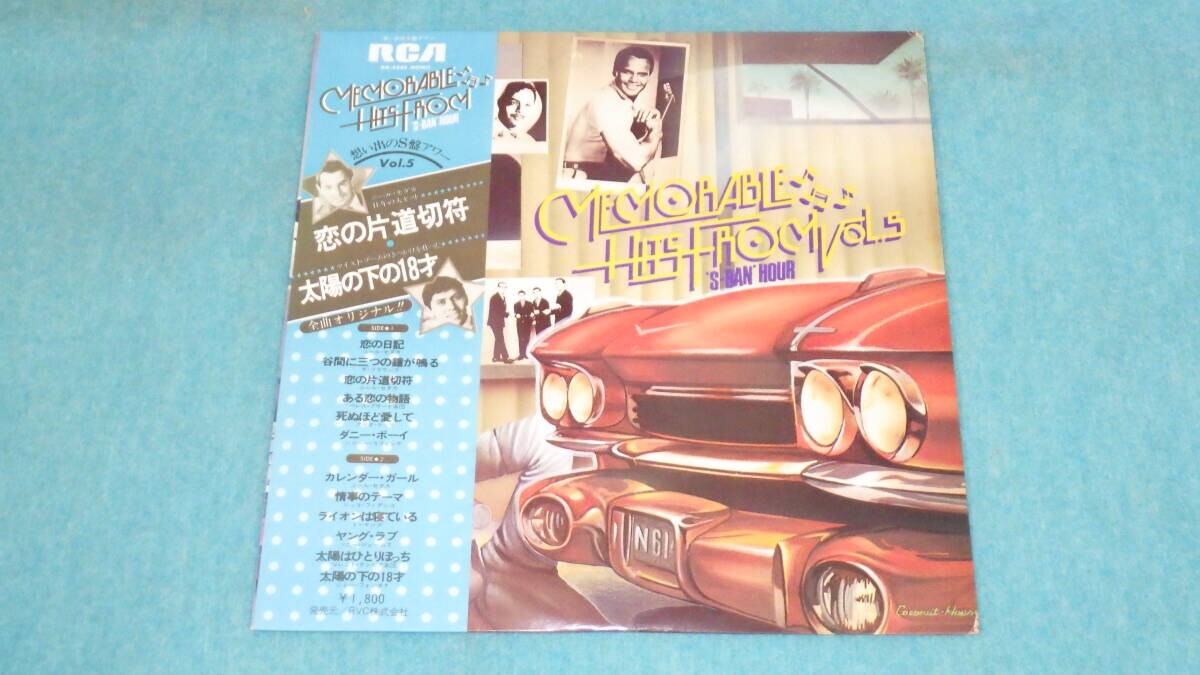 RCA
MEMORABLE
HITS FROM
'S-BAN' HOUR
想い出のS盤アワー
Vol.5
恋の片道切符
太陽の下の18才
全曲オリジナル!!
SIDE★1
恋の日記
谷間に三つの鐘が鳴る
恋の片道切符
ある恋の物語
死ぬほど愛して
ダニー・ボーイ
SIDE★2
カレンダー・ガール
情事のテーマ
ライオンは寝ている
ヤング・ラブ
太陽はひとりぼっち
太陽の下の18才
¥1,800
発売元/RVC株式会社
MEMORABLE
HITS FROM Vol.5
'S-BAN' HOUR
UN61